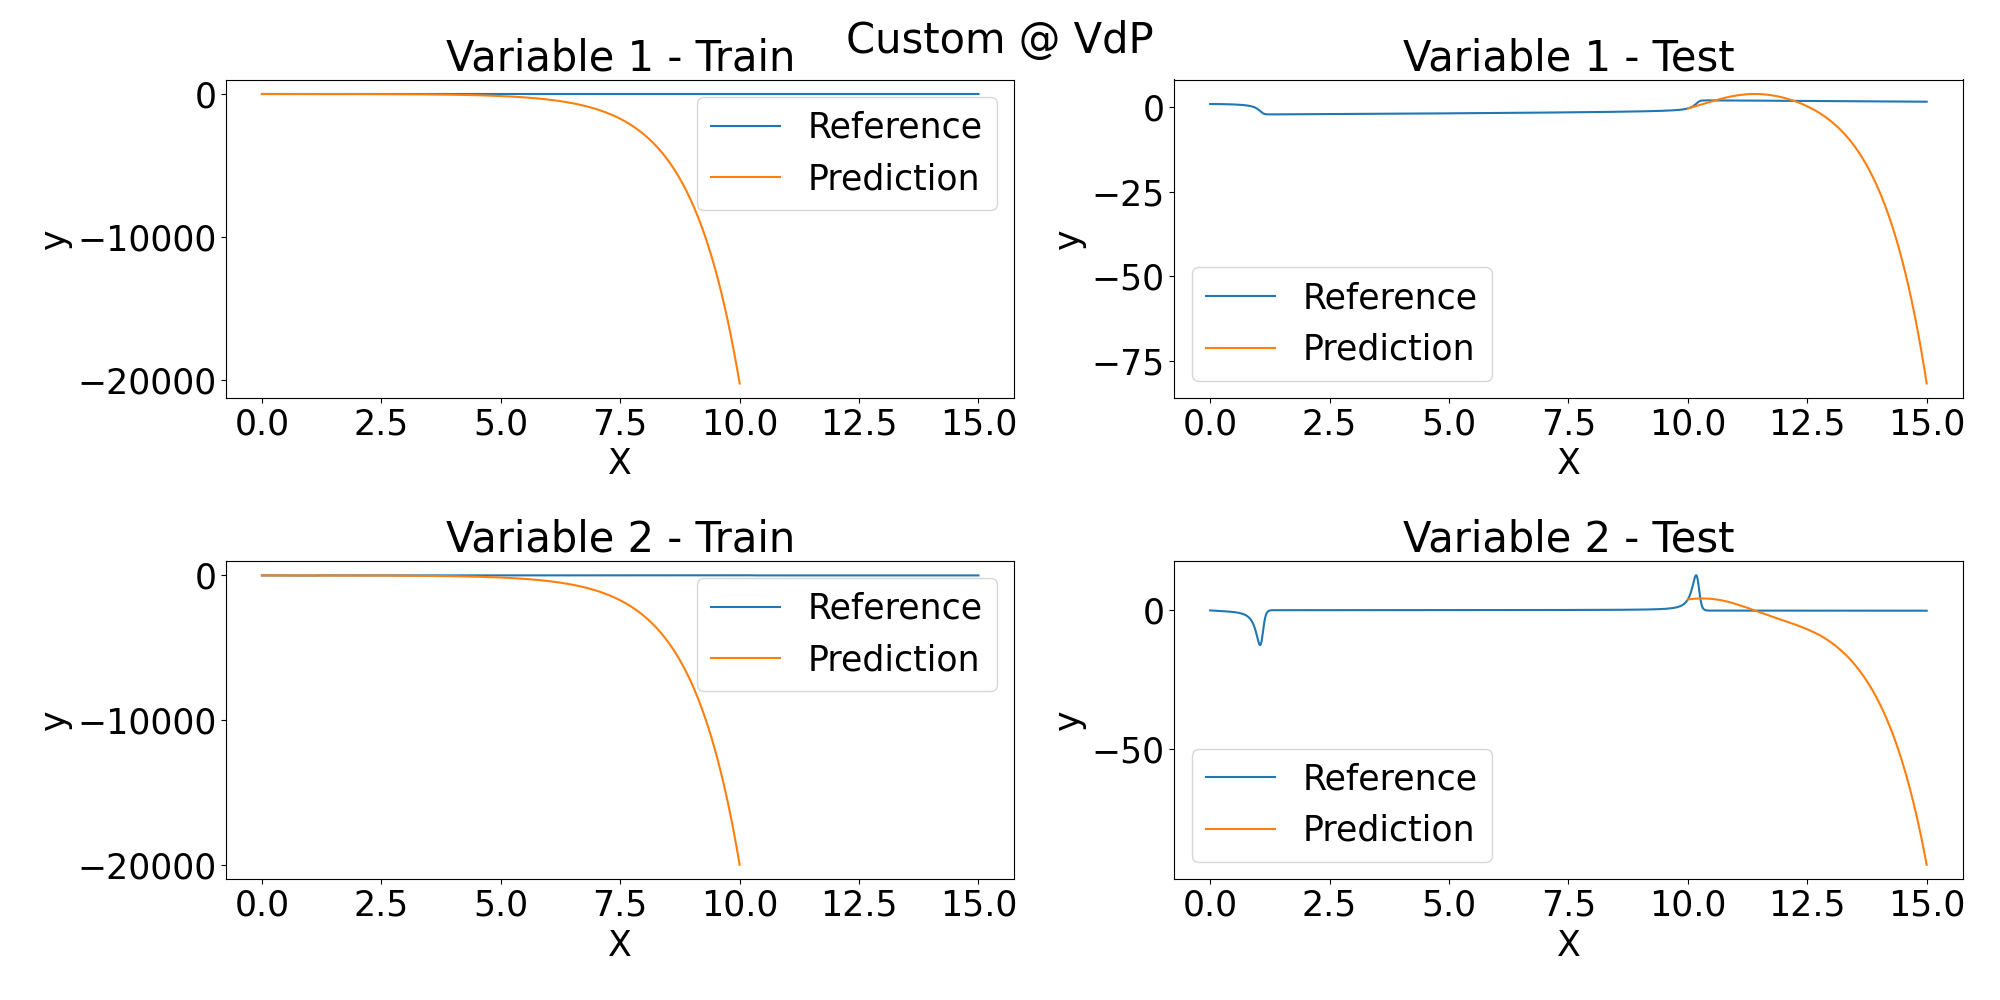 Custom @ VdP
Variable 1 - Train
0
−10000
−20000
y
0.0 2.5 5.0 7.5 10.0 12.5 15.0
X
Reference
Prediction
Variable 1 - Test
0
−25
−50
−75
y
0.0 2.5 5.0 7.5 10.0 12.5 15.0
X
Reference
Prediction
Variable 2 - Train
0
−10000
−20000
y
0.0 2.5 5.0 7.5 10.0 12.5 15.0
X
Reference
Prediction
Variable 2 - Test
0
−50
y
0.0 2.5 5.0 7.5 10.0 12.5 15.0
X
Reference
Prediction